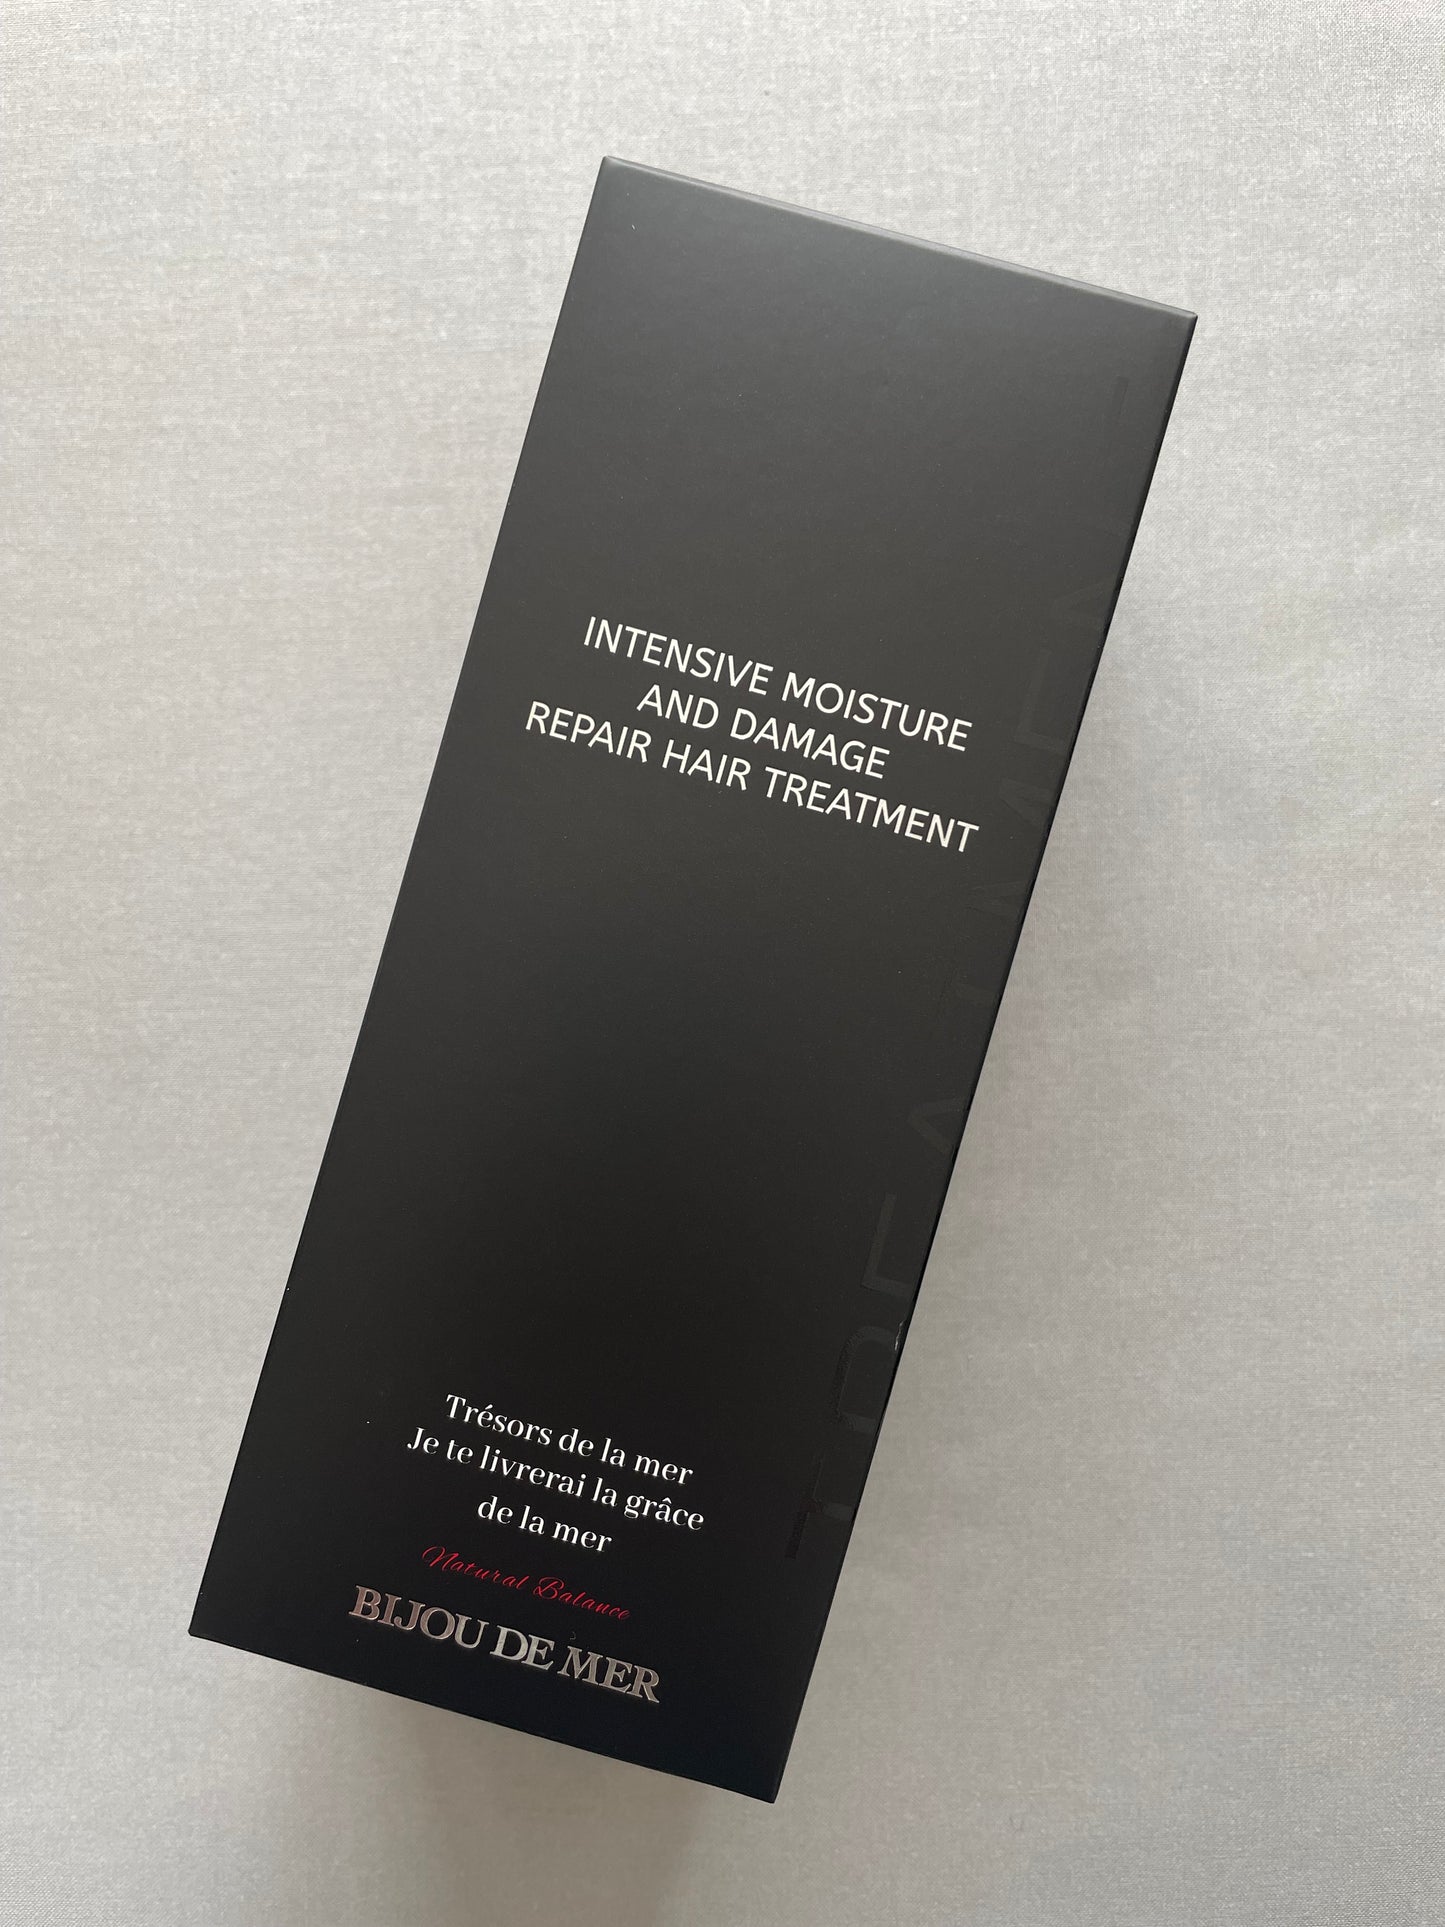 INTENSIVE MOISTURE
AND DAMAGE
REPAIR HAIR TREATMENT
TREATMENT
Trésors de la mer
Je te livrerai la grâce
de la mer
Natural Balance
BIJOU DE MER